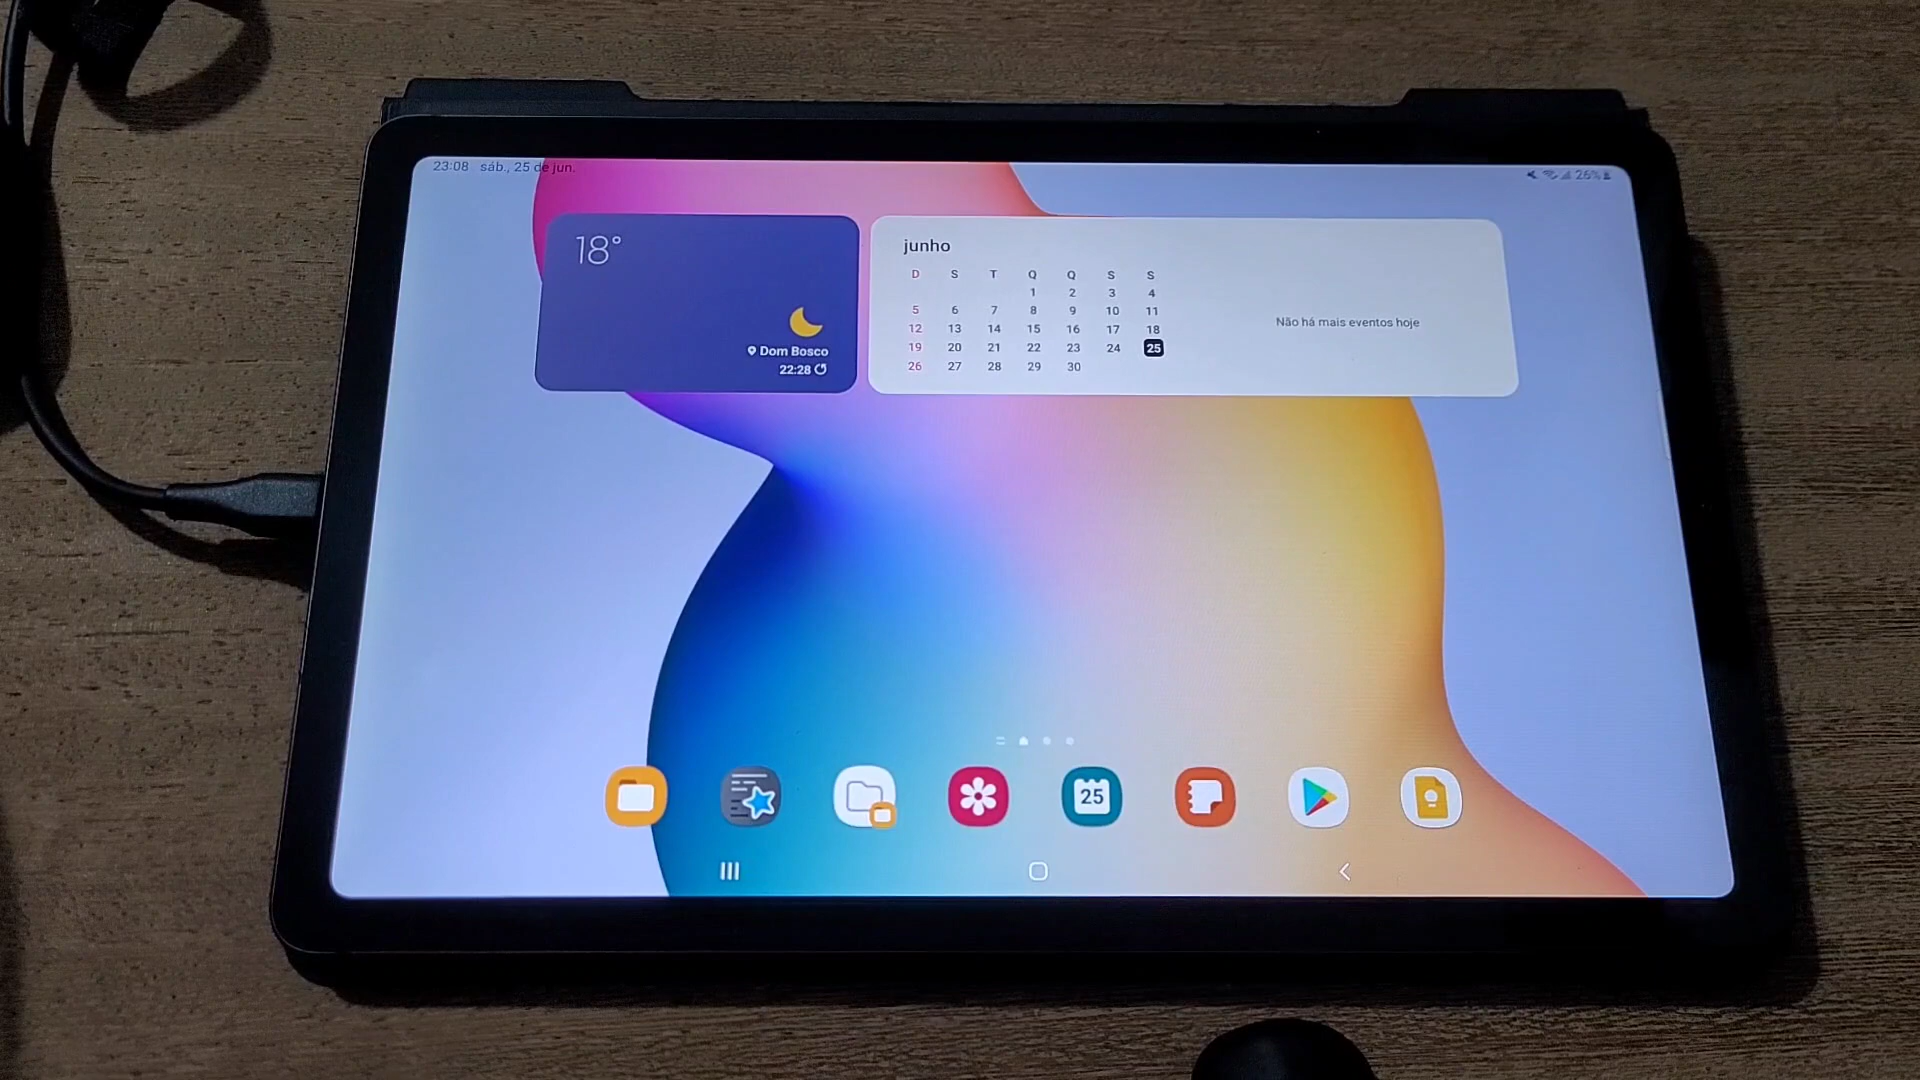 23:08 sáb., 25 de jun.
26%
18°
Dom Bosco
22:28
junho
D S T Q Q S S
1 2 3 4
5 6 7 8 9 10 11
12 13 14 15 16 17 18
19 20 21 22 23 24 25
26 27 28 29 30
Não há mais eventos hoje
25